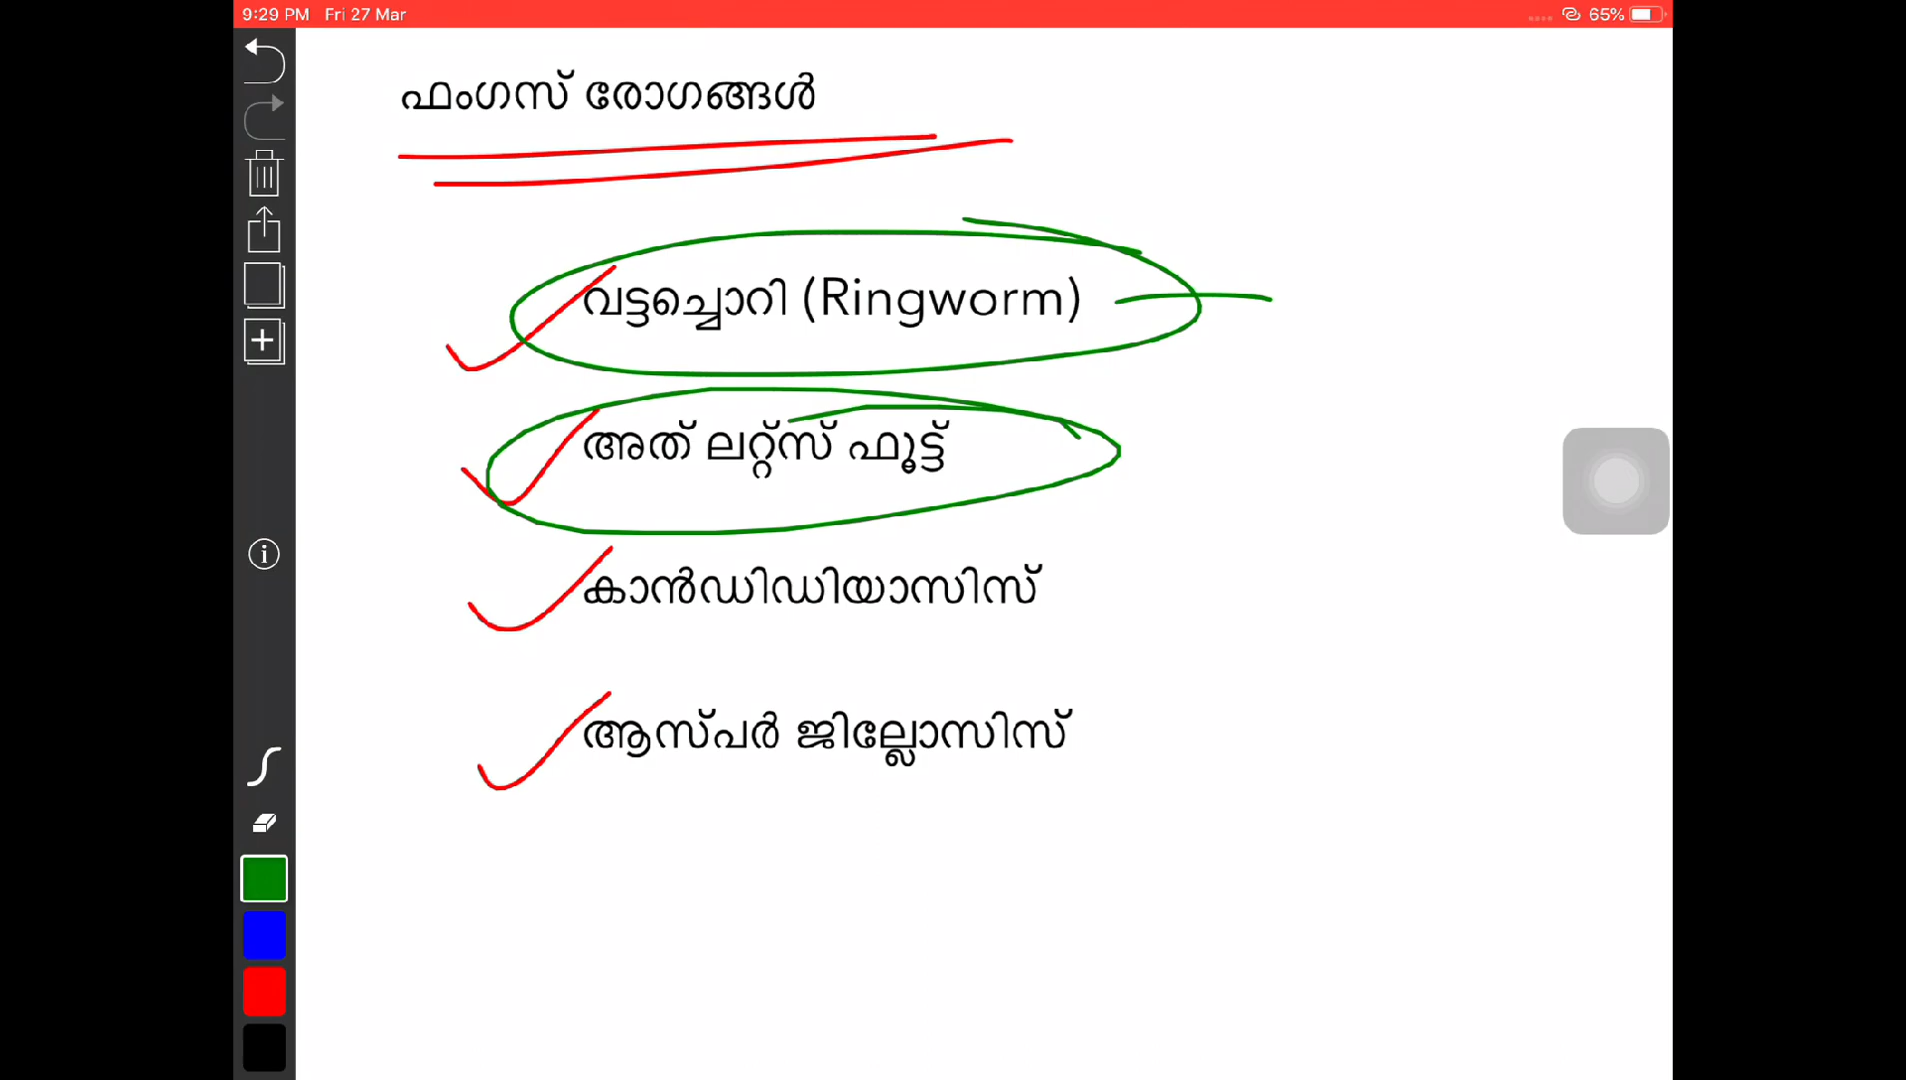 9:29 PM Fri 27 Mar 65%
ഫംഗസ് രോഗങ്ങൾ
വട്ടച്ചൊറി (Ringworm)
അത് ലറ്റ്സ് ഫൂട്ട്
കാൻഡിഡിയാസിസ്
ആസ്പർ ജില്ലോസിസ്